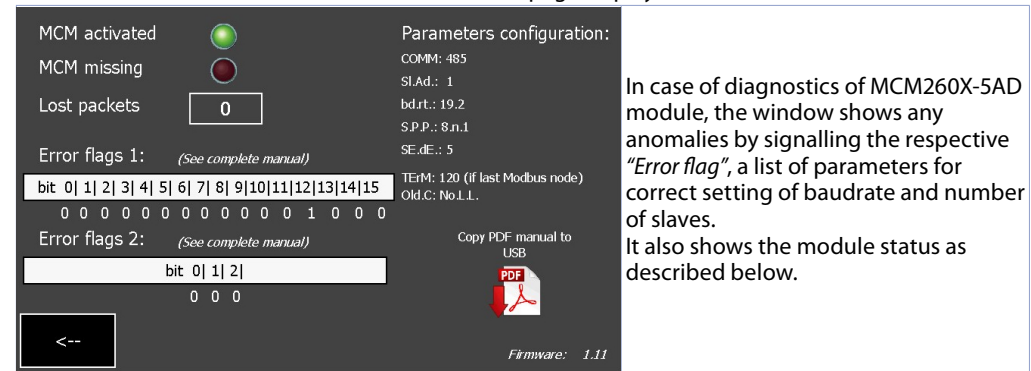 MCM activated
MCM missing
Lost packets
0
Error flags 1: (See complete manual)
bit 0| 1| 2| 3| 4| 5| 6| 7| 8| 9|10|11|12|13|14|15
0 0 0 0 0 0 0 0 0 0 0 0 1 0 0 0
Error flags 2: (See complete manual)
bit 0| 1| 2|
0 0 0
<--
Parameters configuration:
COMM: 485
Sl.Ad.: 1
bd.rt.: 19.2
S.P.P.: 8.n.1
SE.dE.: 5
TErM: 120 (if last Modbus node)
Old.C: No.I.L.
Copy PDF manual to
USB
PDF
Firmware: 1.11
In case of diagnostics of MCM260X-5AD
module, the window shows any
anomalies by signalling the respective
"Error flag", a list of parameters for
correct setting of baudrate and number
of slaves.
It also shows the module status as
described below.